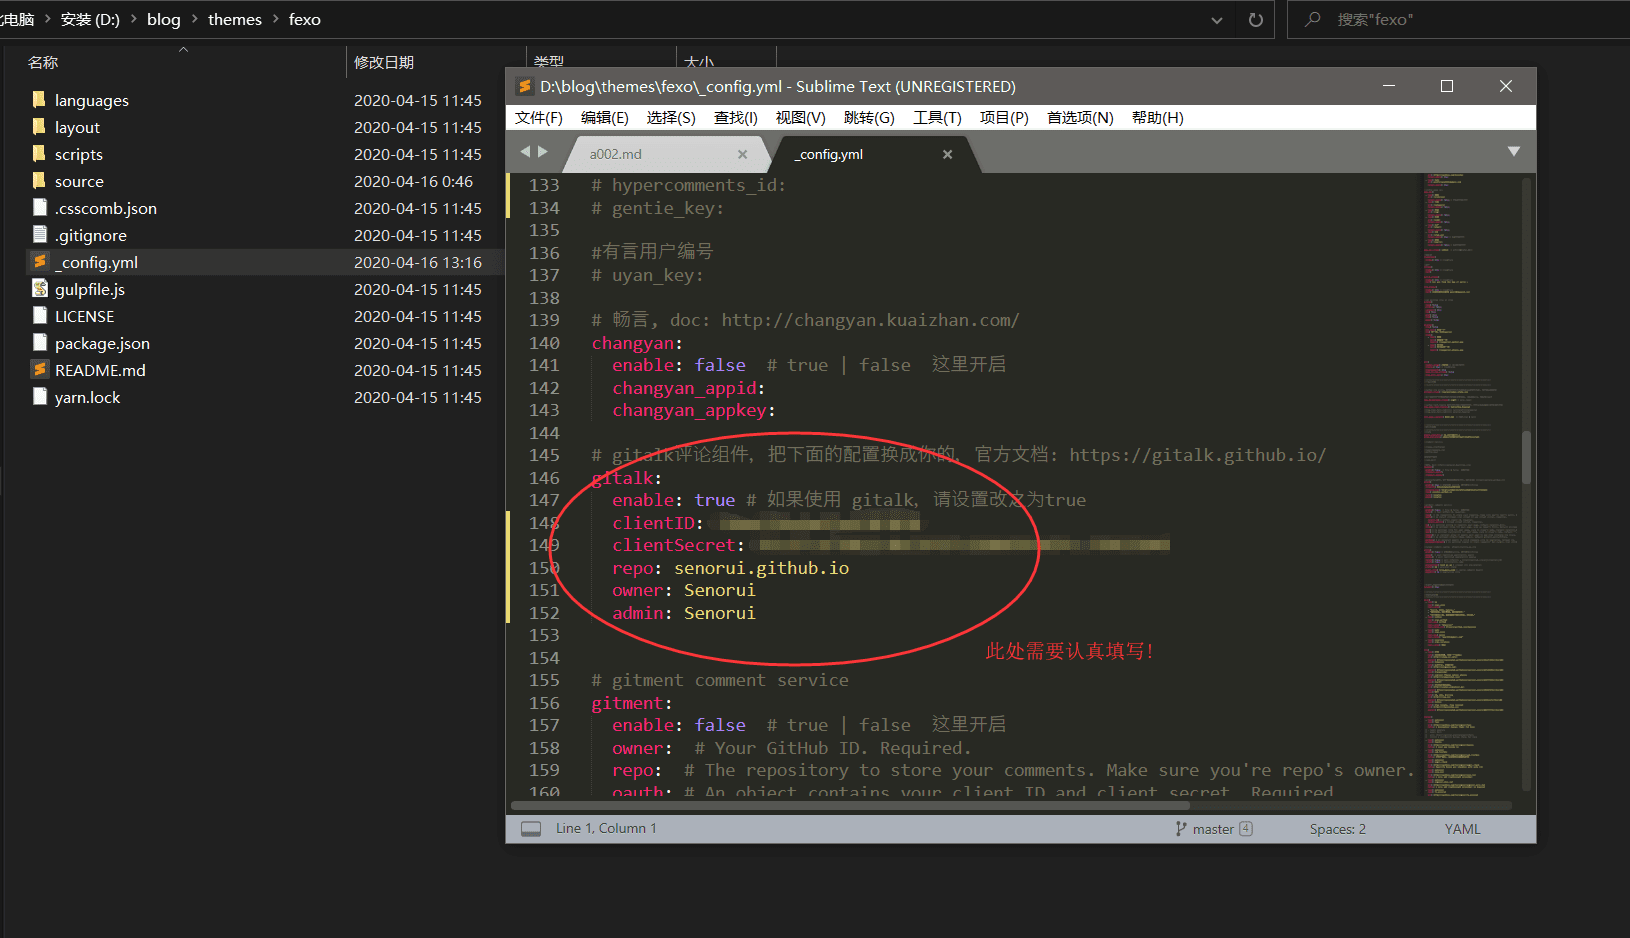 此电脑 > 安装 (D:) > blog > themes > fexo
搜索"fexo"
名称 修改日期 类型 大小
languages 2020-04-15 11:45
layout 2020-04-15 11:45
scripts 2020-04-15 11:45
source 2020-04-16 0:46
.csscomb.json 2020-04-15 11:45
.gitignore 2020-04-15 11:45
_config.yml 2020-04-16 13:16
gulpfile.js 2020-04-15 11:45
LICENSE 2020-04-15 11:45
package.json 2020-04-15 11:45
README.md 2020-04-15 11:45
yarn.lock 2020-04-15 11:45
D:\blog\themes\fexo\_config.yml - Sublime Text (UNREGISTERED)
文件(F) 编辑(E) 选择(S) 查找(I) 视图(V) 跳转(G) 工具(T) 项目(P) 首选项(N) 帮助(H)
a002.md _config.yml
133 # hypercomments_id:
134 # gentie_key:
135
136 #有言用户编号
137 # uyan_key:
138
139 # 畅言, doc: http://changyan.kuaizhan.com/
140 changyan:
141 enable: false # true | false 这里开启
142 changyan_appid:
143 changyan_appkey:
144
145 # gitalk评论组件, 把下面的配置换成你的, 官方文档: https://gitalk.github.io/
146 gitalk:
147 enable: true # 如果使用 gitalk, 请设置改之为true
148 clientID:
149 clientSecret:
150 repo: senorui.github.io
151 owner: Senorui
152 admin: Senorui
153
此处需要认真填写!
154
155 # gitment comment service
156 gitment:
157 enable: false # true | false 这里开启
158 owner: # Your GitHub ID. Required.
159 repo: # The repository to store your comments. Make sure you're repo's owner.
160 oauth: # An object contains your client ID and client secret. Required.
Line 1, Column 1 master 4 Spaces: 2 YAML